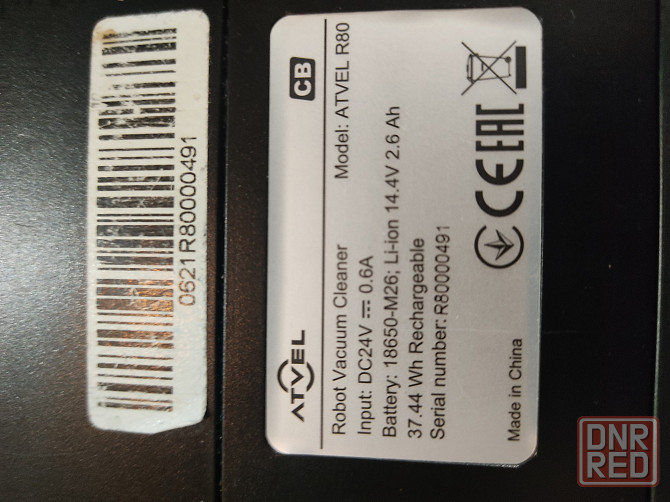 0621R80000491
ATVEL
CB
Robot Vacuum Cleaner Model: ATVEL R80
Input: DC24V ⎓ 0.6A
Battery: 18650-M26; Li-ion 14.4V 2.6 Ah
37.44 Wh Rechargeable
Serial number: R80000491
Made in China
CE EAC
DNR
RED